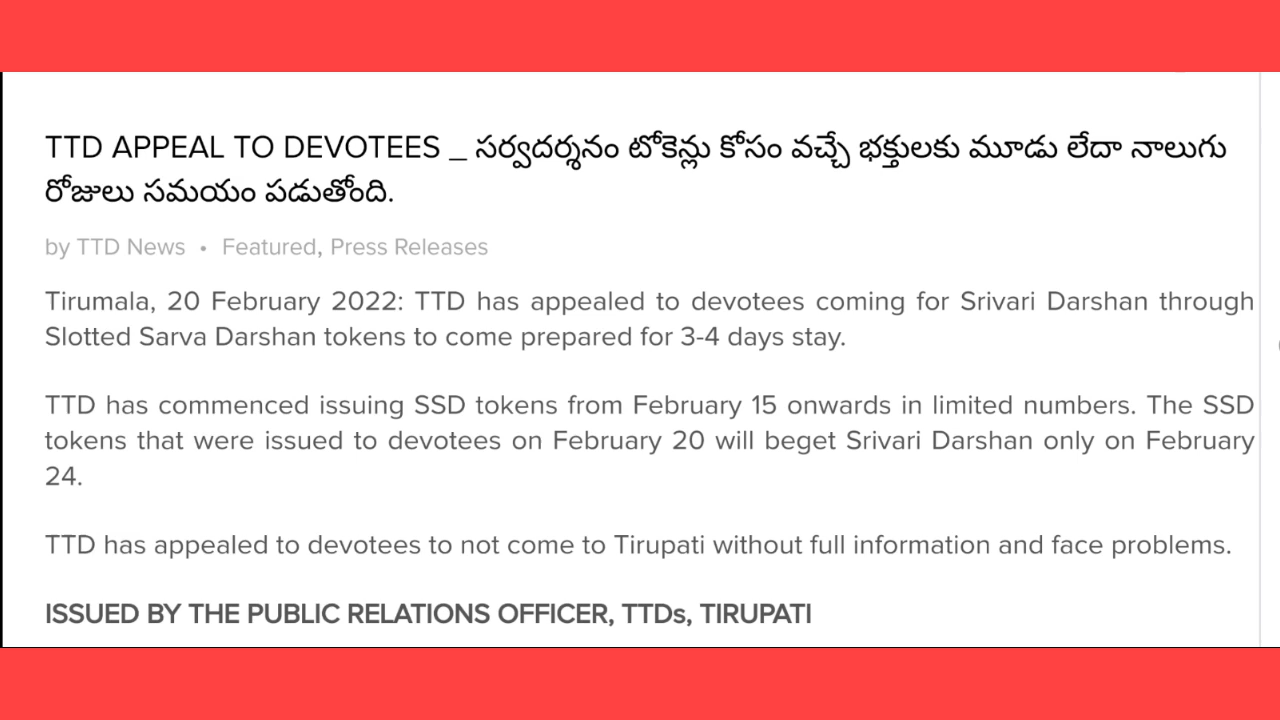 TTD APPEAL TO DEVOTEES _ సర్వదర్శనం టోకెన్లు కోసం వచ్చే భక్తులకు మూడు లేదా నాలుగు
రోజులు సమయం పడుతోంది.
by TTD News • Featured, Press Releases
Tirumala, 20 February 2022: TTD has appealed to devotees coming for Srivari Darshan through
Slotted Sarva Darshan tokens to come prepared for 3-4 days stay.
TTD has commenced issuing SSD tokens from February 15 onwards in limited numbers. The SSD
tokens that were issued to devotees on February 20 will beget Srivari Darshan only on February
24.
TTD has appealed to devotees to not come to Tirupati without full information and face problems.
ISSUED BY THE PUBLIC RELATIONS OFFICER, TTDs, TIRUPATI